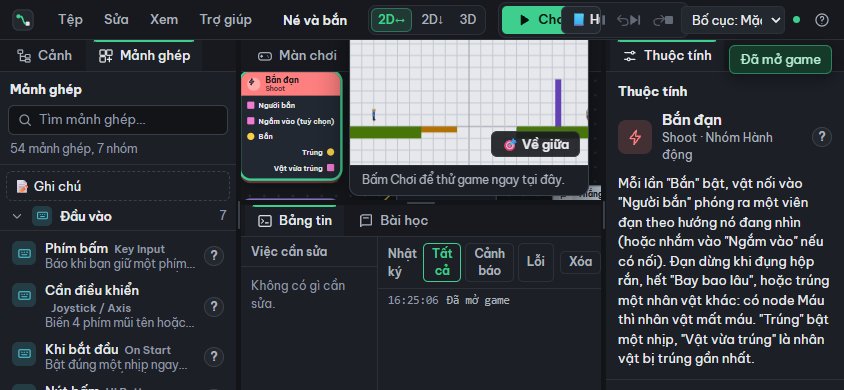 Tệp Sửa Xem Trợ giúp Né và bắn 2D↔ 2D↓ 3D Bố cục:
Cảnh Mảnh ghép
Mảnh ghép
Tìm mảnh ghép...
54 mảnh ghép, 7 nhóm
Ghi chú
Đầu vào 7
Phím bấm Key Input ?
Báo khi bạn giữ một phím...
Cần điều khiển
Joystick / Axis ?
Biến 4 phím mũi tên hoặc...
Khi bắt đầu On Start ?
Bật đúng một nhịp ngay...
Màn chơi
Bắn đạn
Shoot
Người bắn
Ngắm vào (tuỳ chọn)
Bắn
Trúng
Vật vừa trúng
Về giữa
Bấm Chơi để thử game ngay tại đây.
Bảng tin Bài học
Việc cần sửa
Không có gì cần
sửa.
Nhật
ký
Tất
cả
Cảnh
báo
Lỗi
Xóa
16:25:06 Đã mở game
Thuộc tính
Đã mở game
Thuộc tính
Bắn đạn
Shoot · Nhóm Hành
động
?
Mỗi lần "Bắn" bật, vật nối vào
"Người bắn" phóng ra một viên
đạn theo hướng nó đang nhìn
(hoặc nhắm vào "Ngắm vào" nếu
có nối). Đạn dừng khi đụng hộp
rắn, hết "Bay bao lâu", hoặc trúng
một nhân vật khác: có node Máu
thì nhân vật mất máu. "Trúng" bật
một nhịp, "Vật vừa trúng" là nhân
vật bị trúng gần nhất.